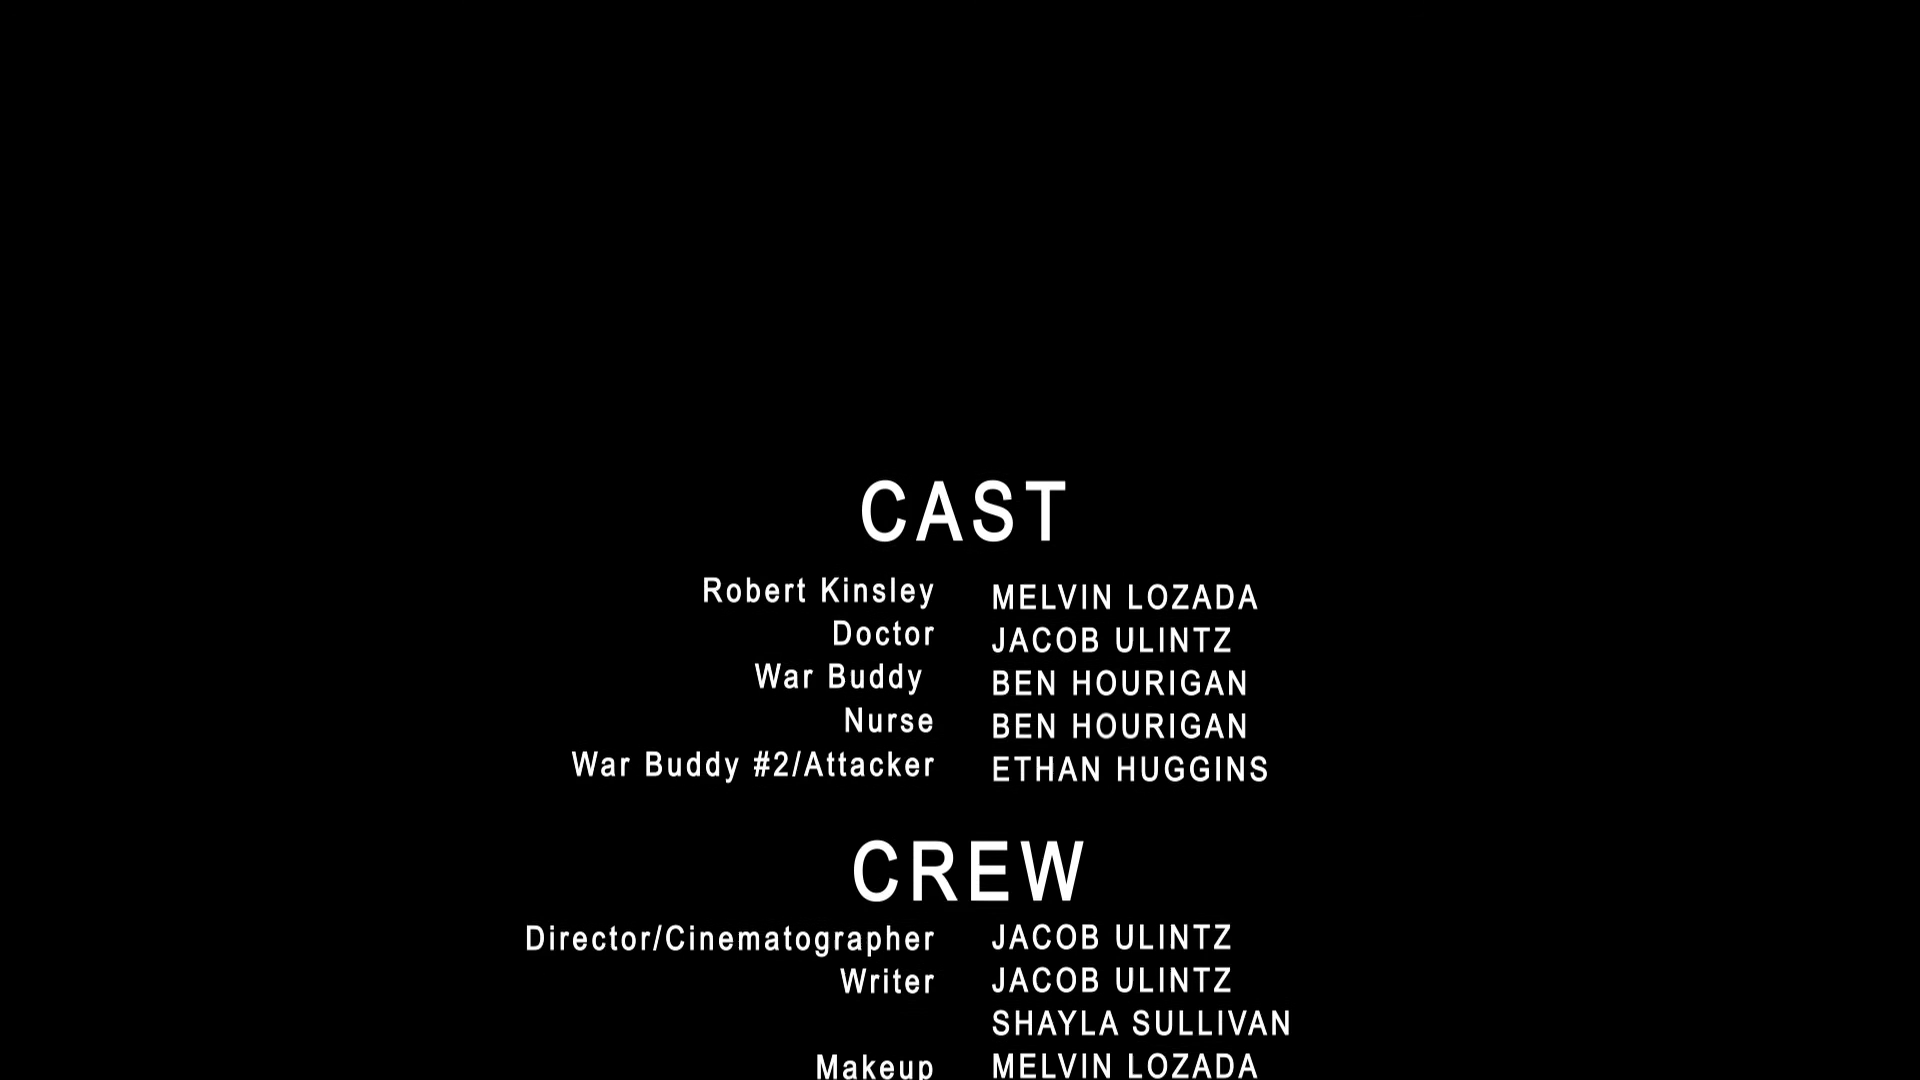 CAST
Robert Kinsley MELVIN LOZADA
Doctor JACOB ULINTZ
War Buddy BEN HOURIGAN
Nurse BEN HOURIGAN
War Buddy #2/Attacker ETHAN HUGGINS
CREW
Director/Cinematographer JACOB ULINTZ
Writer JACOB ULINTZ
SHAYLA SULLIVAN
Makeup MELVIN LOZADA